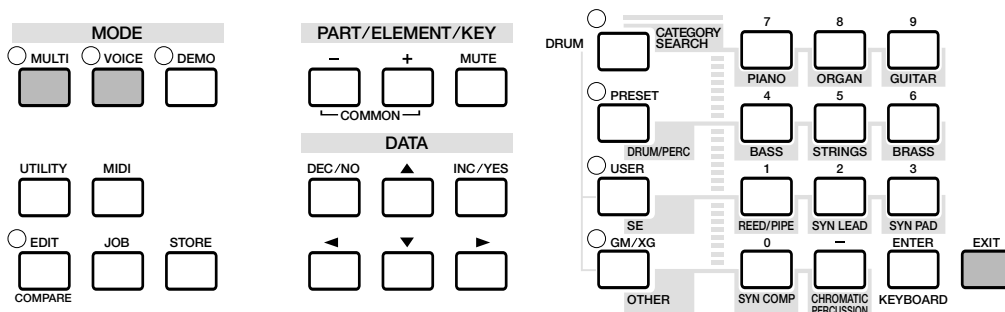 MODE
MULTI VOICE DEMO
UTILITY MIDI
EDIT JOB STORE
COMPARE
PART/ELEMENT/KEY
− + MUTE
COMMON
DATA
DEC/NO ▲ INC/YES
◄ ▼ ►
DRUM
CATEGORY
SEARCH
7 8 9
PIANO ORGAN GUITAR
PRESET 4 5 6
DRUM/PERC BASS STRINGS BRASS
USER 1 2 3
SE REED/PIPE SYN LEAD SYN PAD
GM/XG 0 − ENTER EXIT
OTHER SYN COMP CHROMATIC
PERCUSSION KEYBOARD